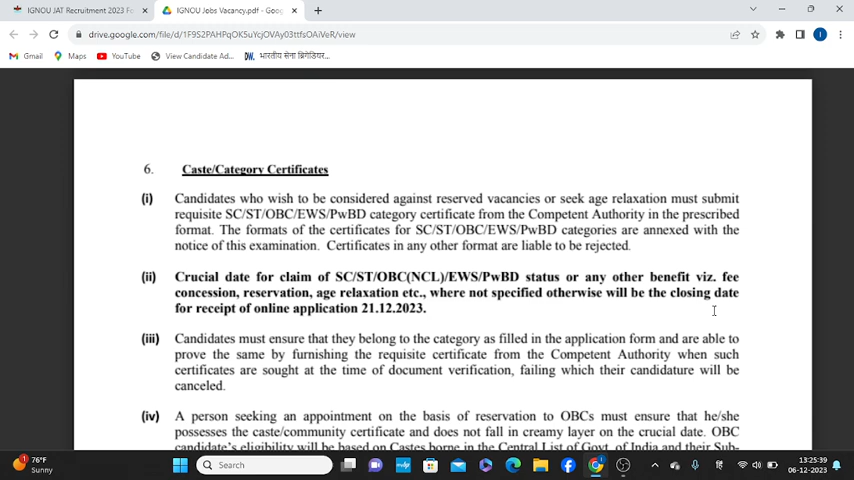 IGNOU JAT Recruitment 2023 Fo
IGNOU Jobs Vacancy.pdf - Goog
drive.google.com/file/d/1F9S2PAHPqOK5uYcjOVAy03ttfsOAiVeR/view
Gmail
Maps
YouTube
View Candidate Ad...
भारतीय सेना ब्रिगेडियर...
6. Caste/Category Certificates
(i) Candidates who wish to be considered against reserved vacancies or seek age relaxation must submit
requisite SC/ST/OBC/EWS/PwBD category certificate from the Competent Authority in the prescribed
format. The formats of the certificates for SC/ST/OBC/EWS/PwBD categories are annexed with the
notice of this examination. Certificates in any other format are liable to be rejected.
(ii) Crucial date for claim of SC/ST/OBC(NCL)/EWS/PwBD status or any other benefit viz. fee
concession, reservation, age relaxation etc., where not specified otherwise will be the closing date
for receipt of online application 21.12.2023.
(iii) Candidates must ensure that they belong to the category as filled in the application form and are able to
prove the same by furnishing the requisite certificate from the Competent Authority when such
certificates are sought at the time of document verification, failing which their candidature will be
canceled.
(iv) A person seeking an appointment on the basis of reservation to OBCs must ensure that he/she
possesses the caste/community certificate and does not fall in creamy layer on the crucial date. OBC
candidate's eligibility will be based on Castes borne in the Central List of Govt. of India and their Sub-
76°F
Sunny
Search
13:25:39
06-12-2023